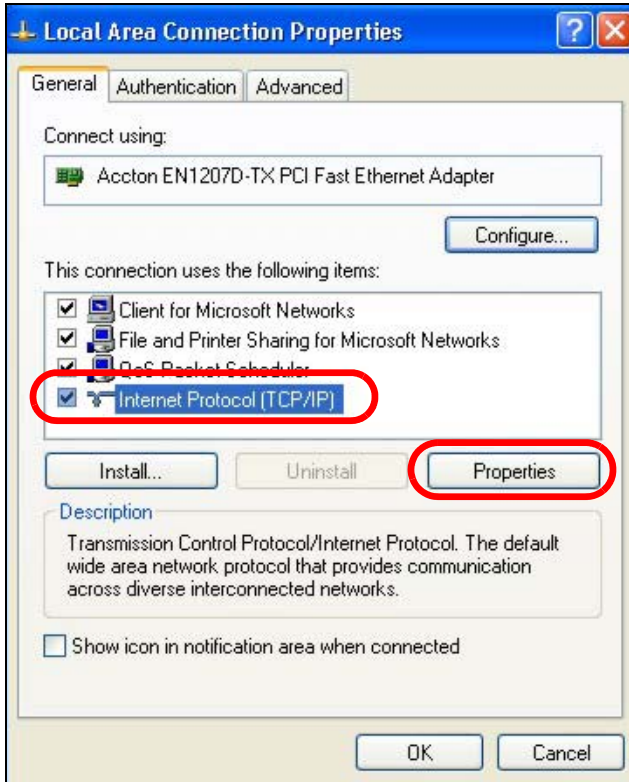 Local Area Connection Properties
General Authentication Advanced
Connect using:
Accton EN1207D-TX PCI Fast Ethernet Adapter
Configure...
This connection uses the following items:
Client for Microsoft Networks
File and Printer Sharing for Microsoft Networks
QoS Packet Scheduler
Internet Protocol (TCP/IP)
Install... Uninstall Properties
Description
Transmission Control Protocol/Internet Protocol. The default
wide area network protocol that provides communication
across diverse interconnected networks.
Show icon in notification area when connected
OK Cancel